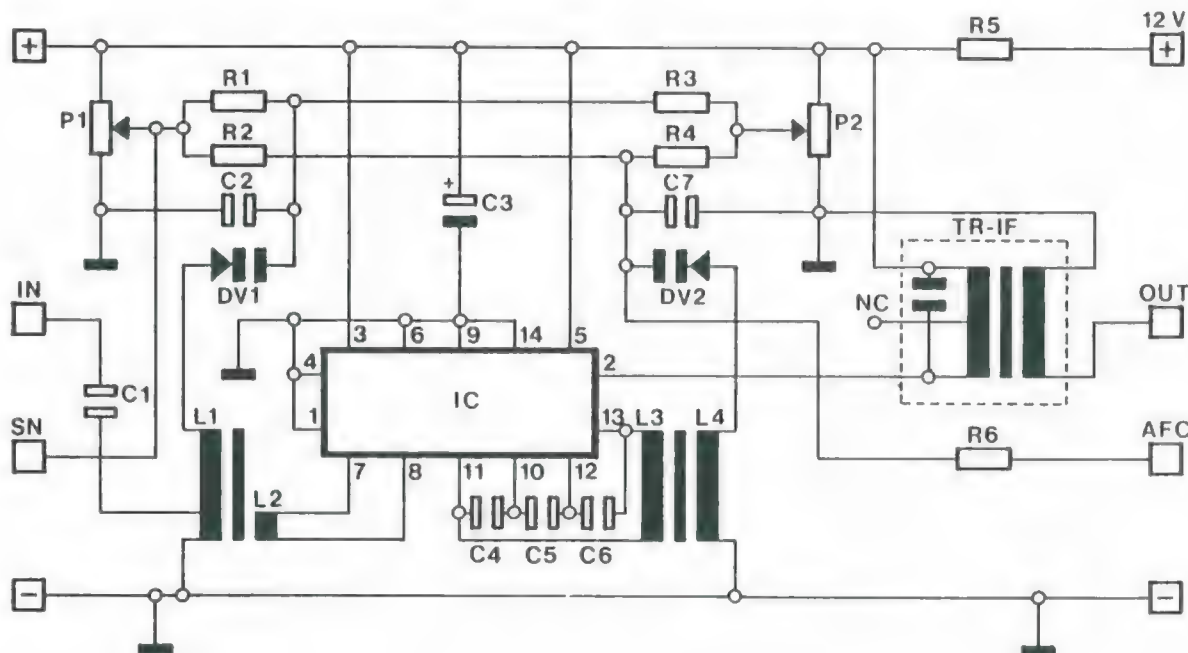 12 V
+ R5 +
R1 R3
P1 P2
R2 R4
C2 C7
+ C3
TR-IF
DV1 DV2
IN NC OUT
3 6 9 14 5
4 2
C1 IC
L1 13 L3 L4 AFC
SN 1 R6
7 8 11 10 12
L2
C4 C5 C6
- -